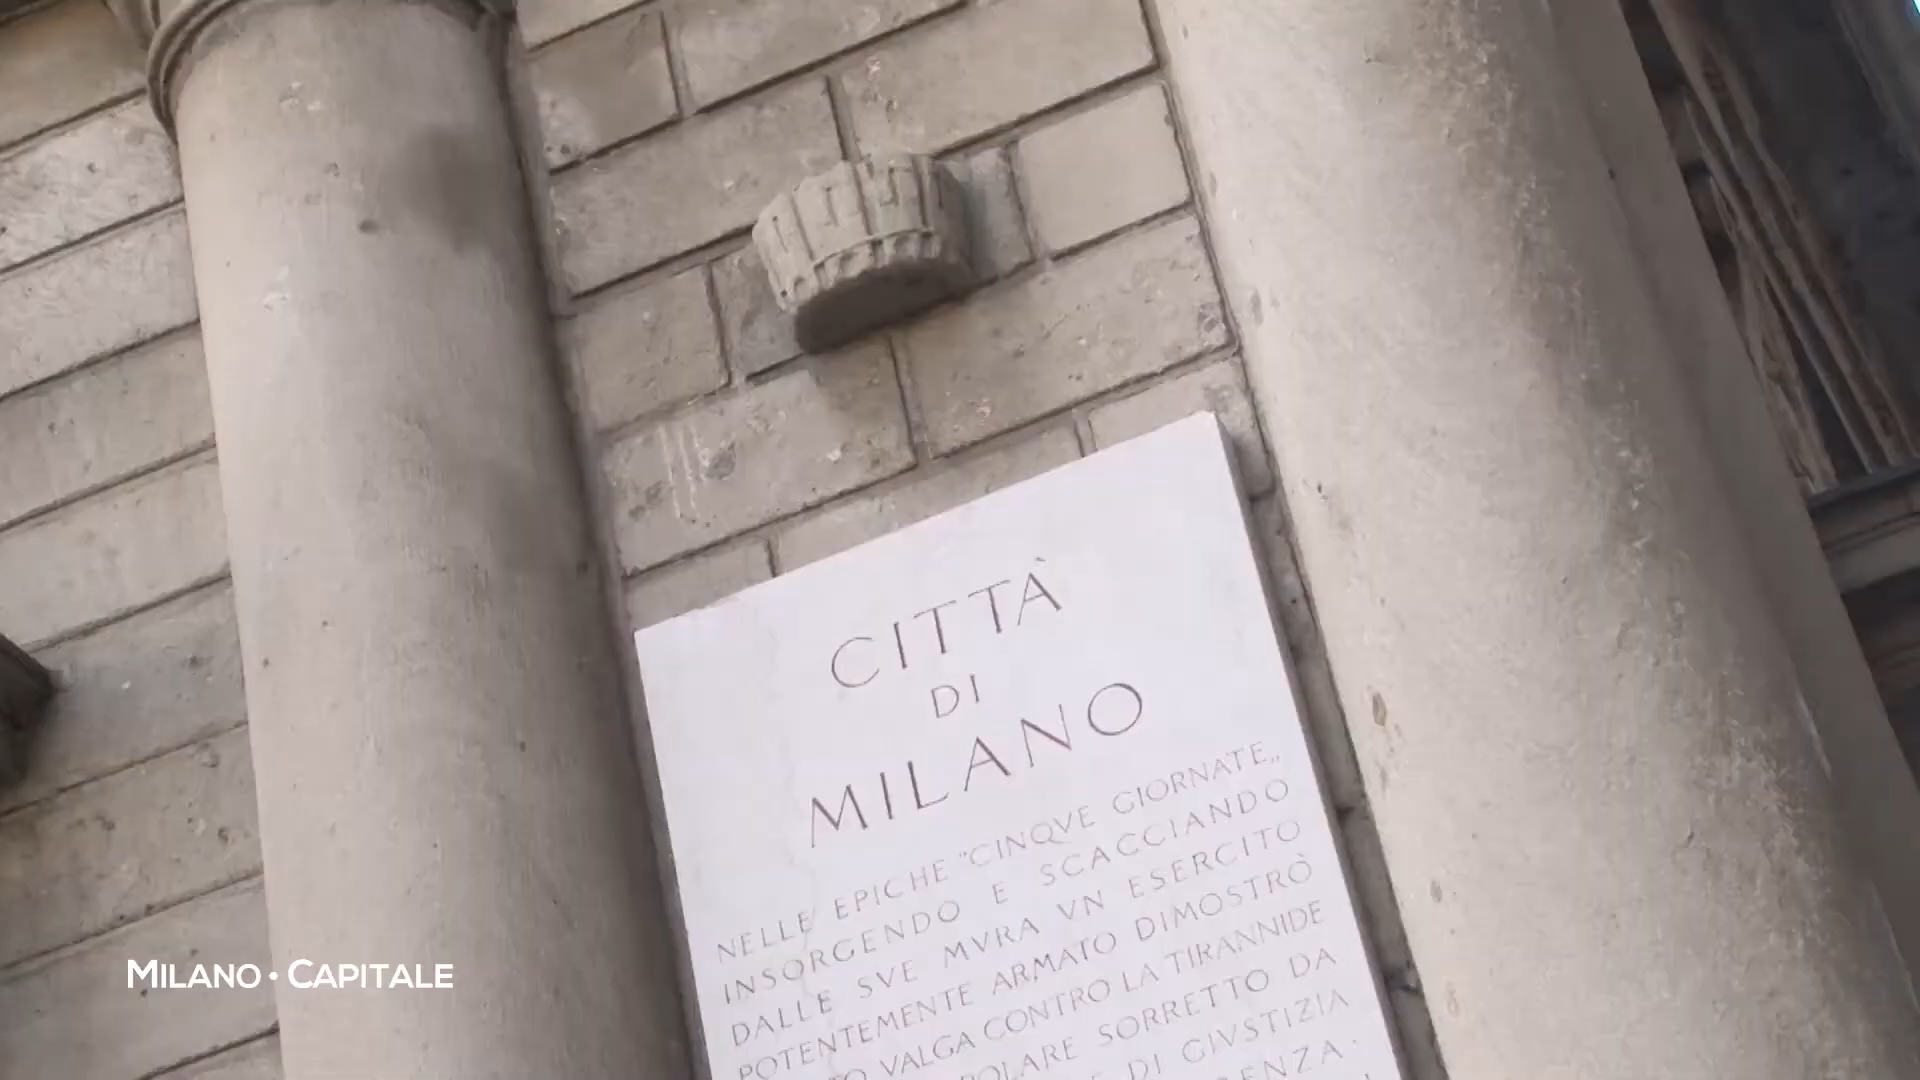 CITTÀ
DI
MILANO
NELLE EPICHE "CINQVE GIORNATE„
INSORGENDO E SCACCIANDO
DALLE SVE MVRA VN ESERCITO
POTENTEMENTE ARMATO DIMOSTRÒ
VALGA CONTRO LA TIRANNIDE
SORRETTO DA
DI GIVSTIZIA
MILANO • CAPITALE